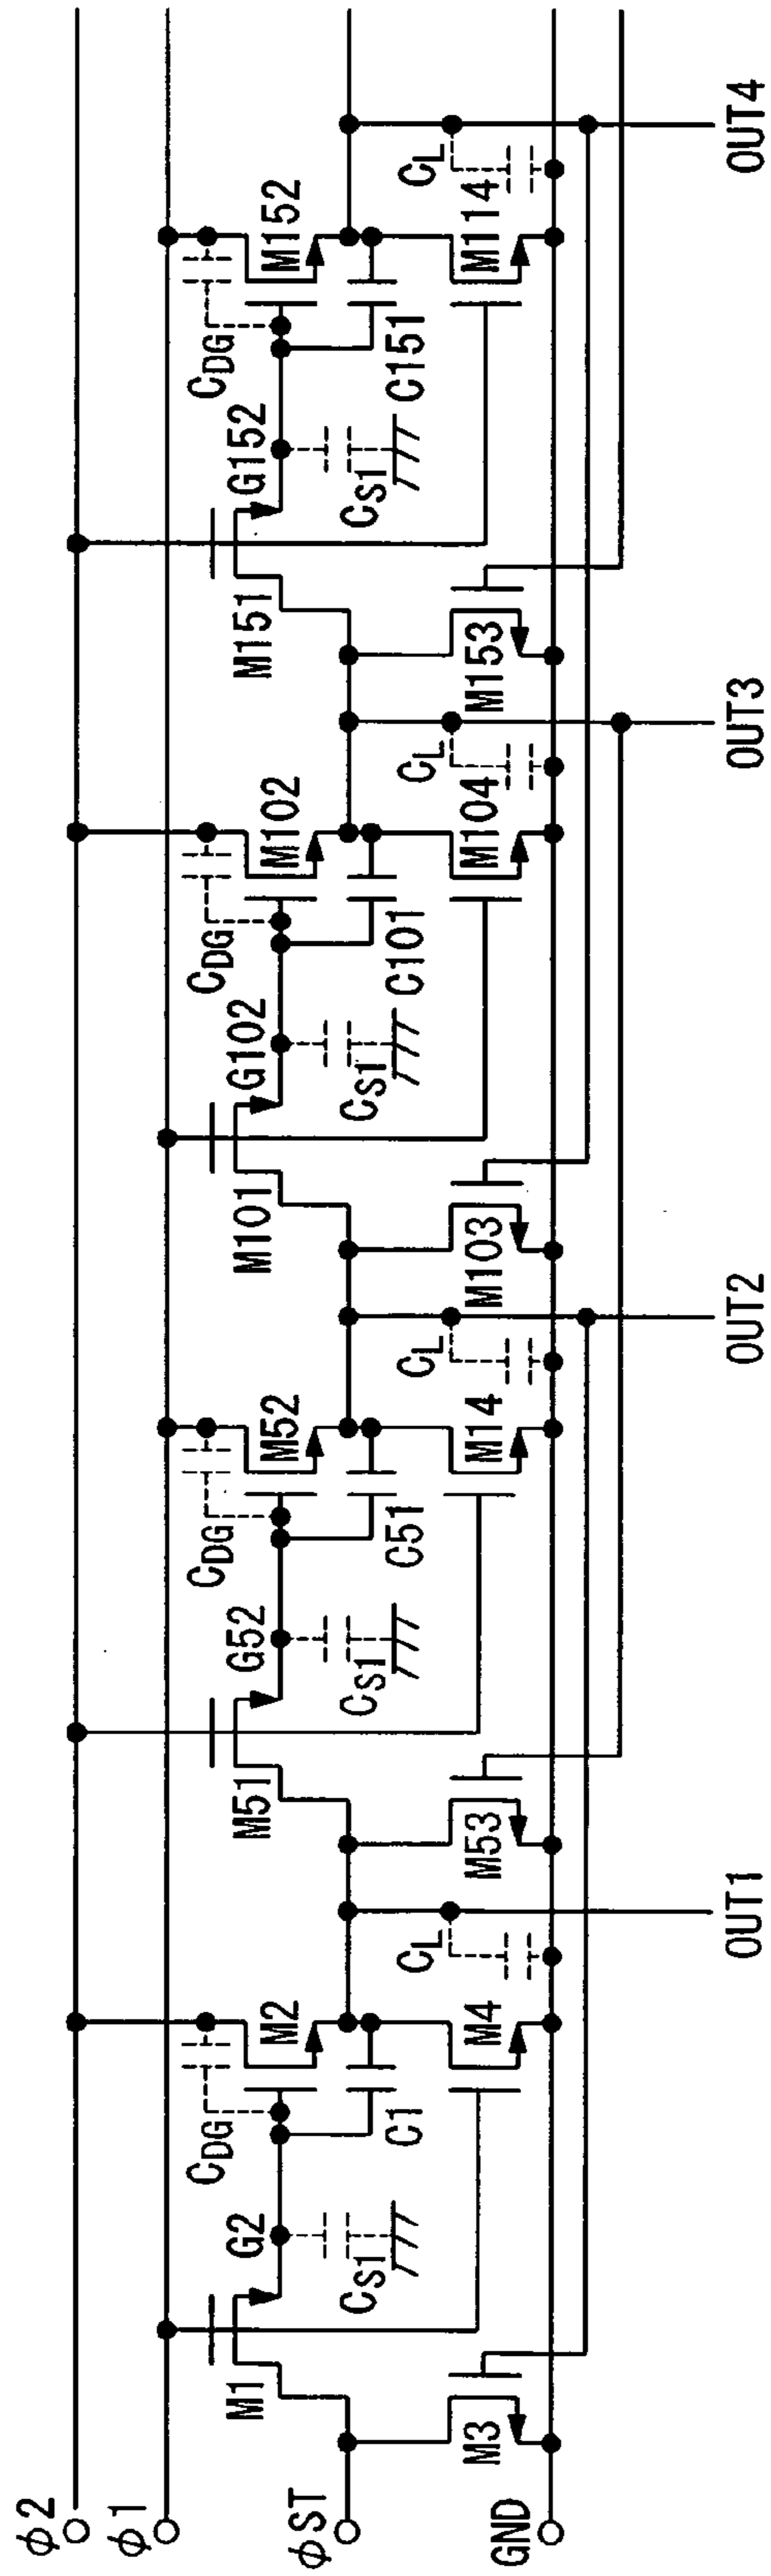 φ2
φ1
φST
GND
M1
M3
G2
CS1
CDG
C1
M2
M4
CL
OUT1
M51
M53
G52
CS1
CDG
C51
M52
M14
CL
OUT2
M101
M103
G102
CS1
CDG
C101
M102
M104
CL
OUT3
M151
M153
G152
CS1
CDG
C151
M152
M114
CL
OUT4